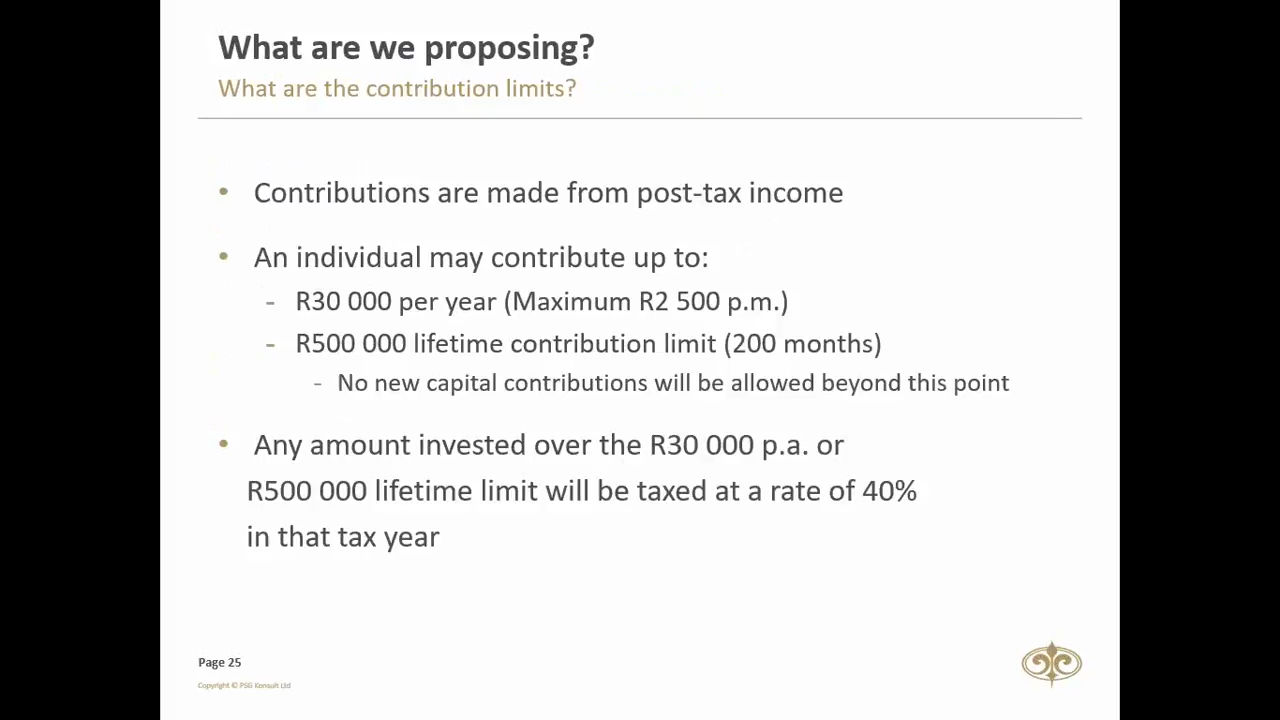 What are we proposing?
What are the contribution limits?
• Contributions are made from post-tax income
• An individual may contribute up to:
- R30 000 per year (Maximum R2 500 p.m.)
- R500 000 lifetime contribution limit (200 months)
- No new capital contributions will be allowed beyond this point
• Any amount invested over the R30 000 p.a. or
R500 000 lifetime limit will be taxed at a rate of 40%
in that tax year
Page 25
Copyright © PSG Konsult Ltd